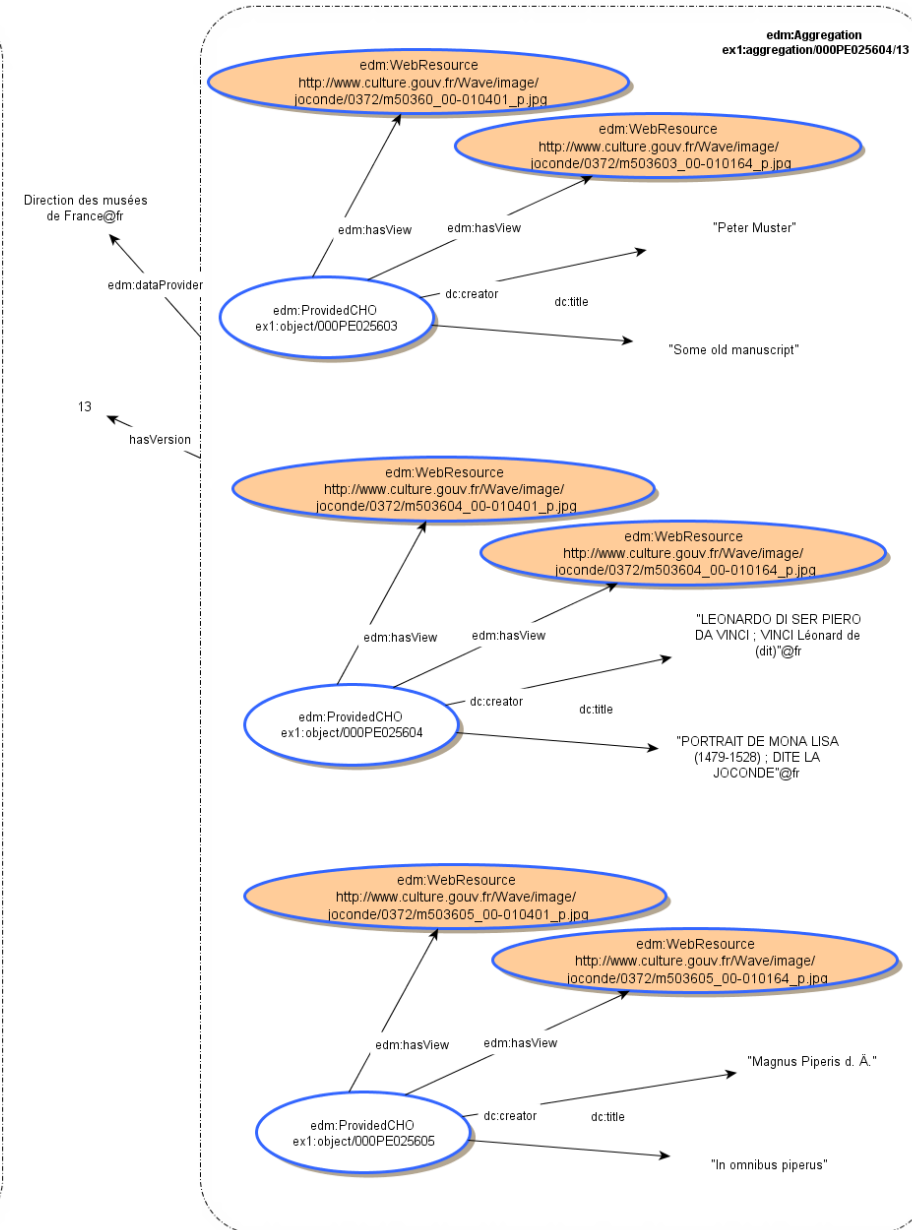 edm:Aggregation
ex1:aggregation/000PE025604/13
edm:WebResource
http://www.culture.gouv.fr/Wave/image/
joconde/0372/m50360_00-010401_p.jpg
edm:WebResource
http://www.culture.gouv.fr/Wave/image/
joconde/0372/m503603_00-010164_p.jpg
Direction des musées
de France@fr
edm:hasView
edm:hasView
"Peter Muster"
edm:dataProvider
dc:creator
dc:title
edm:ProvidedCHO
ex1:object/000PE025603
"Some old manuscript"
13
hasVersion
edm:WebResource
http://www.culture.gouv.fr/Wave/image/
joconde/0372/m503604_00-010401_p.jpg
edm:WebResource
http://www.culture.gouv.fr/Wave/image/
joconde/0372/m503604_00-010164_p.jpg
edm:hasView
edm:hasView
"LEONARDO DI SER PIERO
DA VINCI ; VINCI Léonard de
(dit)"@fr
dc:creator
dc:title
edm:ProvidedCHO
ex1:object/000PE025604
"PORTRAIT DE MONA LISA
(1479-1528) ; DITE LA
JOCONDE"@fr
edm:WebResource
http://www.culture.gouv.fr/Wave/image/
joconde/0372/m503605_00-010401_p.jpg
edm:WebResource
http://www.culture.gouv.fr/Wave/image/
joconde/0372/m503605_00-010164_p.jpg
edm:hasView
edm:hasView
"Magnus Piperis d. Ä."
dc:creator
dc:title
edm:ProvidedCHO
ex1:object/000PE025605
"In omnibus piperus"